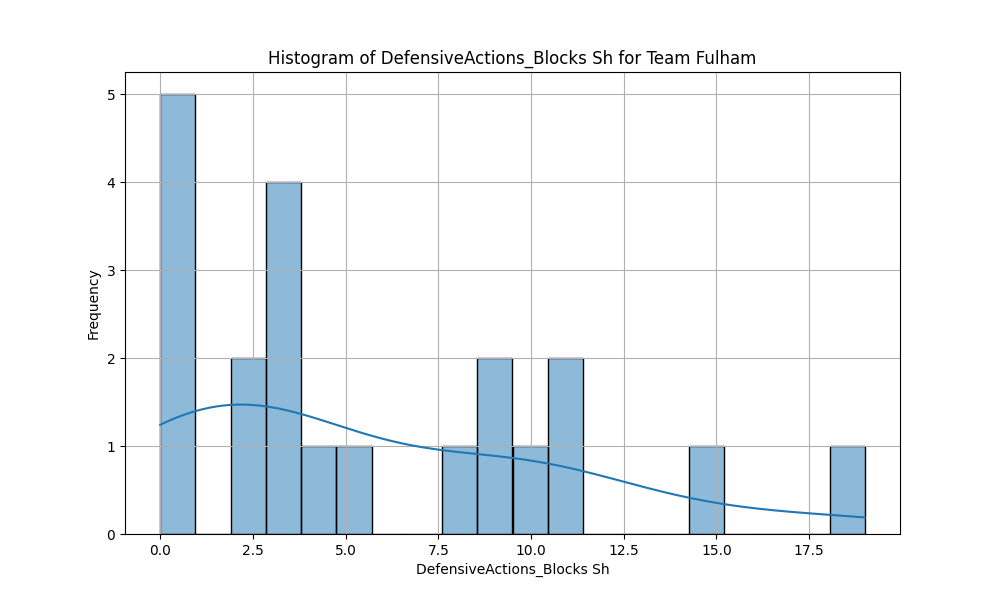 Histogram of DefensiveActions_Blocks Sh for Team Fulham
Frequency
5
4
3
2
1
0
0.0 2.5 5.0 7.5 10.0 12.5 15.0 17.5
DefensiveActions_Blocks Sh